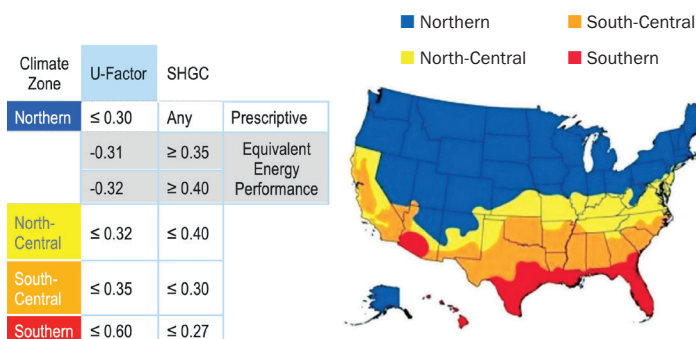 Northern
South-Central
North-Central
Southern
Climate
Zone
U-Factor
SHGC
Northern
≤ 0.30
Any
Prescriptive
-0.31
≥ 0.35
-0.32
≥ 0.40
Equivalent
Energy
Performance
North-
Central
≤ 0.32
≤ 0.40
South-
Central
≤ 0.35
≤ 0.30
Southern
≤ 0.60
≤ 0.27